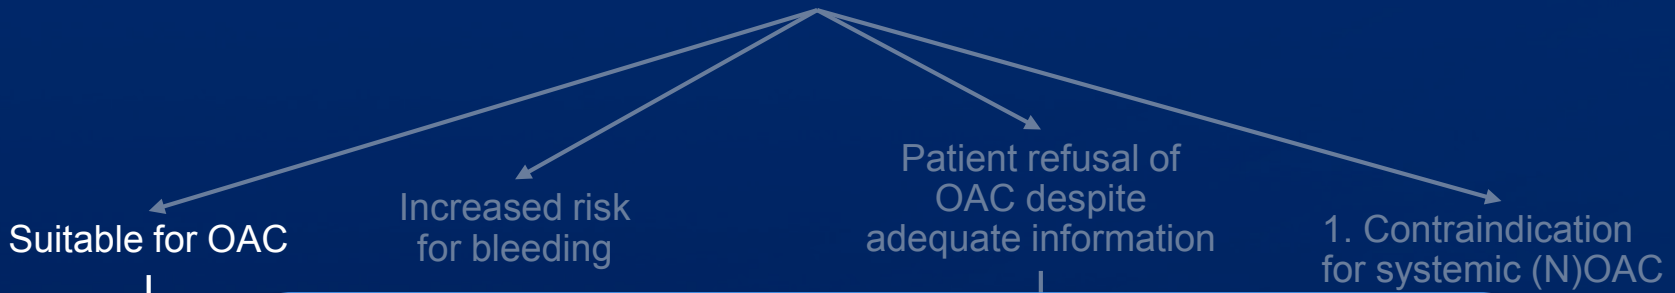 Suitable for OAC
Increased risk
for bleeding
Patient refusal of
OAC despite
adequate information
1. Contraindication
for systemic (N)OAC